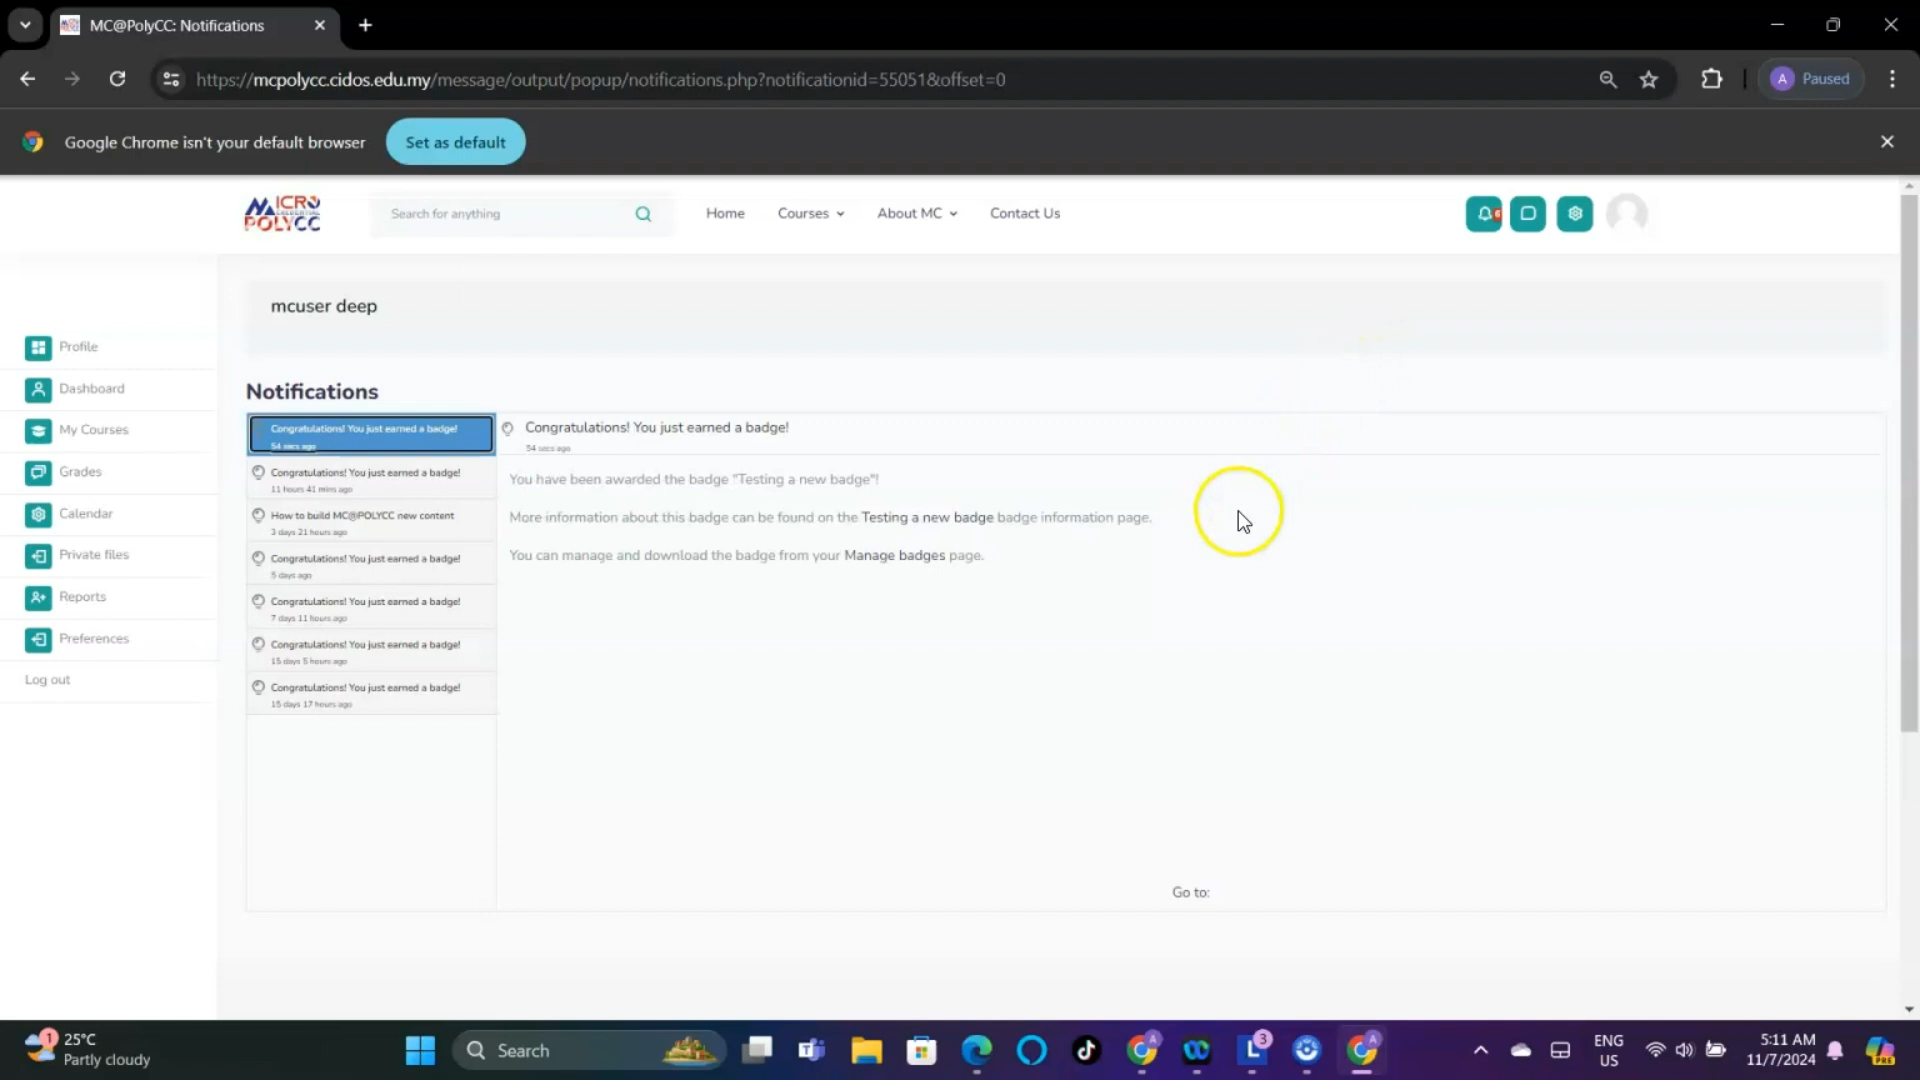 MC@PolyCC: Notifications
https://mcpolycc.cidos.edu.my/message/output/popup/notifications.php?notificationid=55051&offset=0
A Paused
Google Chrome isn't your default browser
Set as default
MICRO
CREDENTIAL
POLYCC
Search for anything
Home
Courses
About MC
Contact Us
6
mcuser deep
Profile
Dashboard
My Courses
Grades
Calendar
Private files
Reports
Preferences
Log out
Notifications
Congratulations! You just earned a badge!
54 secs ago
Congratulations! You just earned a badge!
11 hours 41 mins ago
How to build MC@POLYCC new content
3 days 21 hours ago
Congratulations! You just earned a badge!
5 days ago
Congratulations! You just earned a badge!
7 days 11 hours ago
Congratulations! You just earned a badge!
15 days 5 hours ago
Congratulations! You just earned a badge!
15 days 17 hours ago
Congratulations! You just earned a badge!
54 secs ago
You have been awarded the badge "Testing a new badge"!
More information about this badge can be found on the Testing a new badge badge information page.
You can manage and download the badge from your Manage badges page.
Go to:
1
25°C
Partly cloudy
Search
A
L
3
A
PRE
ENG
US
5:11 AM
11/7/2024